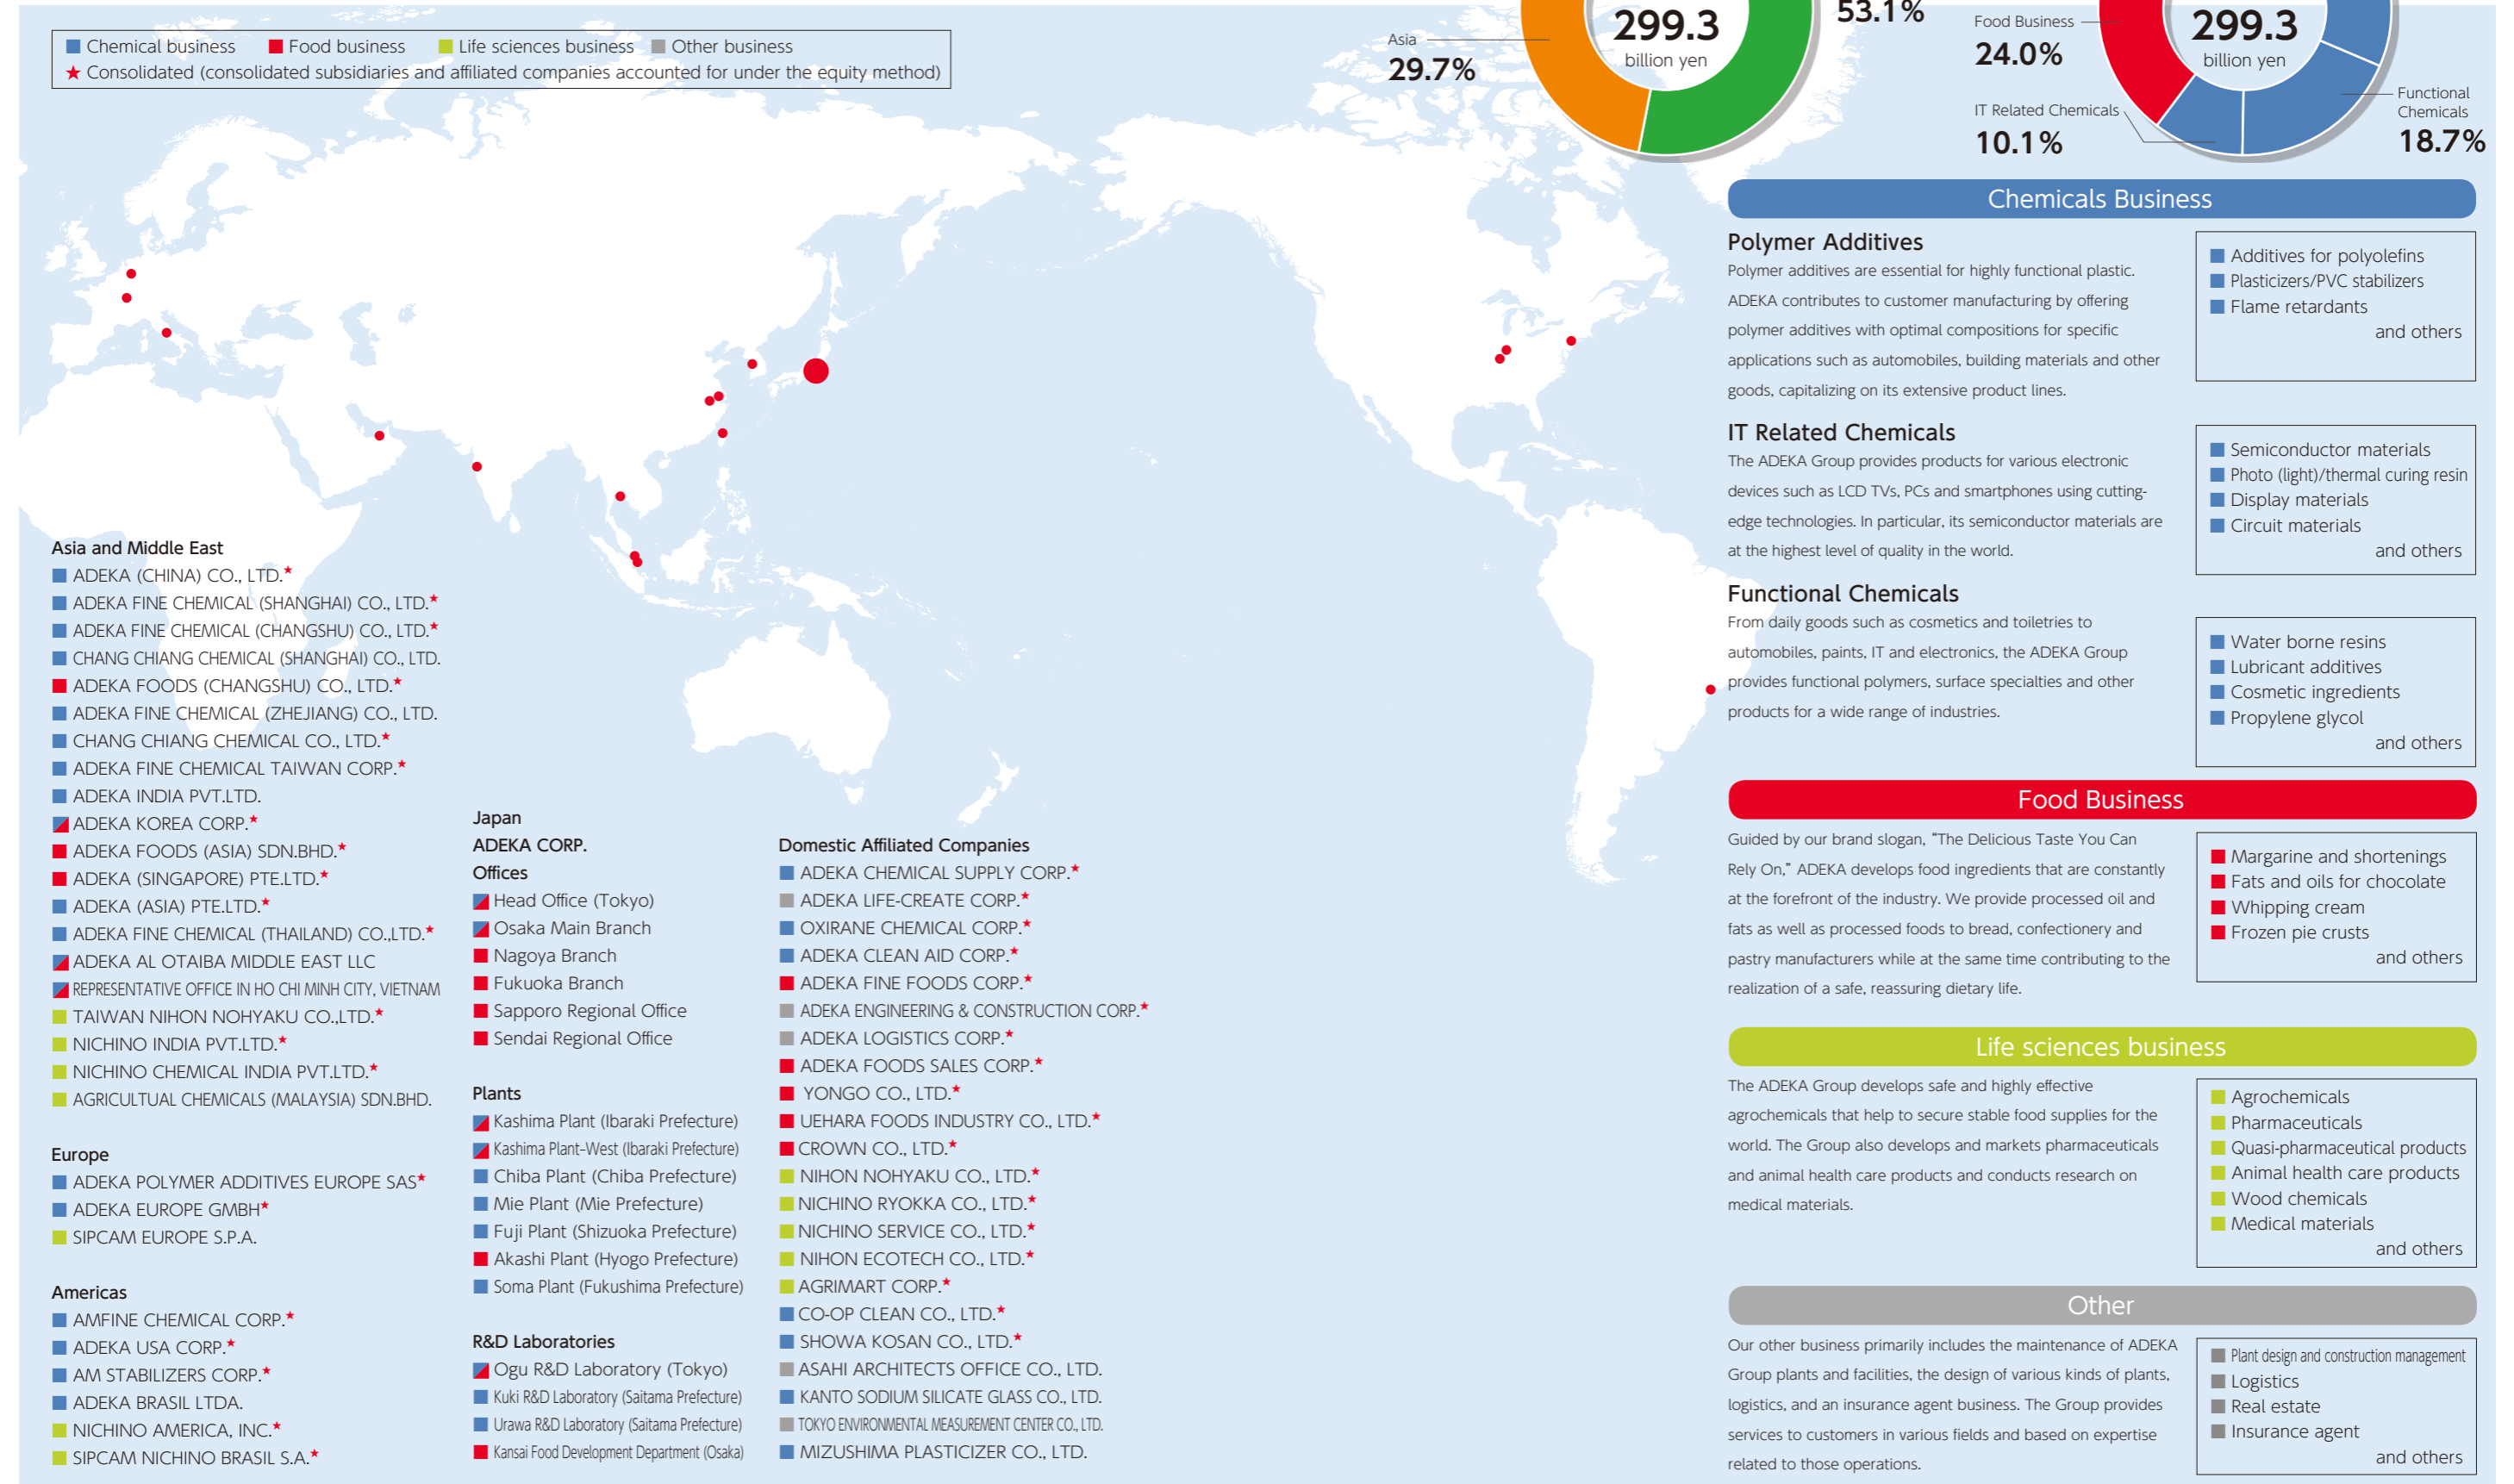 ■ Chemical business ■ Food business ■ Life sciences business ■ Other business
★ Consolidated (consolidated subsidiaries and affiliated companies accounted for under the equity method)
Asia
29.7%
299.3
billion yen
53.1%
Food Business
24.0%
IT Related Chemicals
10.1%
299.3
billion yen
Functional
Chemicals
18.7%
Asia and Middle East
ADEKA (CHINA) CO., LTD.★
ADEKA FINE CHEMICAL (SHANGHAI) CO., LTD.★
ADEKA FINE CHEMICAL (CHANGSHU) CO., LTD.★
CHANG CHIANG CHEMICAL (SHANGHAI) CO., LTD.
ADEKA FOODS (CHANGSHU) CO., LTD.★
ADEKA FINE CHEMICAL (ZHEJIANG) CO., LTD.
CHANG CHIANG CHEMICAL CO., LTD.★
ADEKA FINE CHEMICAL TAIWAN CORP.★
ADEKA INDIA PVT.LTD.
ADEKA KOREA CORP.★
ADEKA FOODS (ASIA) SDN.BHD.★
ADEKA (SINGAPORE) PTE.LTD.★
ADEKA (ASIA) PTE.LTD.★
ADEKA FINE CHEMICAL (THAILAND) CO.,LTD.★
ADEKA AL OTAIBA MIDDLE EAST LLC
REPRESENTATIVE OFFICE IN HO CHI MINH CITY, VIETNAM
TAIWAN NIHON NOHYAKU CO.,LTD.★
NICHINO INDIA PVT.LTD.★
NICHINO CHEMICAL INDIA PVT.LTD.★
AGRICULTUAL CHEMICALS (MALAYSIA) SDN.BHD.
Europe
ADEKA POLYMER ADDITIVES EUROPE SAS★
ADEKA EUROPE GMBH★
SIPCAM EUROPE S.P.A.
Americas
AMFINE CHEMICAL CORP.★
ADEKA USA CORP.★
AM STABILIZERS CORP.★
ADEKA BRASIL LTDA.
NICHINO AMERICA, INC.★
SIPCAM NICHINO BRASIL S.A.★
Japan
ADEKA CORP.
Offices
Head Office (Tokyo)
Osaka Main Branch
Nagoya Branch
Fukuoka Branch
Sapporo Regional Office
Sendai Regional Office
Plants
Kashima Plant (Ibaraki Prefecture)
Kashima Plant-West (Ibaraki Prefecture)
Chiba Plant (Chiba Prefecture)
Mie Plant (Mie Prefecture)
Fuji Plant (Shizuoka Prefecture)
Akashi Plant (Hyogo Prefecture)
Soma Plant (Fukushima Prefecture)
R&D Laboratories
Ogu R&D Laboratory (Tokyo)
Kuki R&D Laboratory (Saitama Prefecture)
Urawa R&D Laboratory (Saitama Prefecture)
Kansai Food Development Department (Osaka)
Domestic Affiliated Companies
ADEKA CHEMICAL SUPPLY CORP.★
ADEKA LIFE-CREATE CORP.★
OXIRANE CHEMICAL CORP.★
ADEKA CLEAN AID CORP.★
ADEKA FINE FOODS CORP.★
ADEKA ENGINEERING & CONSTRUCTION CORP.★
ADEKA LOGISTICS CORP.★
ADEKA FOODS SALES CORP.★
YONGO CO., LTD.★
UEHARA FOODS INDUSTRY CO., LTD.★
CROWN CO., LTD.★
NIHON NOHYAKU CO., LTD.★
NICHINO RYOKKA CO., LTD.★
NICHINO SERVICE CO., LTD.★
NIHON ECOTECH CO., LTD.★
AGRIMART CORP.★
CO-OP CLEAN CO., LTD.★
SHOWA KOSAN CO., LTD.★
ASAHI ARCHITECTS OFFICE CO., LTD.
KANTO SODIUM SILICATE GLASS CO., LTD.
TOKYO ENVIRONMENTAL MEASUREMENT CENTER CO., LTD.
MIZUSHIMA PLASTICIZER CO., LTD.
Chemicals Business
Polymer Additives
Polymer additives are essential for highly functional plastic.
ADEKA contributes to customer manufacturing by offering
polymer additives with optimal compositions for specific
applications such as automobiles, building materials and other
goods, capitalizing on its extensive product lines.
Additives for polyolefins
Plasticizers/PVC stabilizers
Flame retardants
and others
IT Related Chemicals
The ADEKA Group provides products for various electronic
devices such as LCD TVs, PCs and smartphones using cutting-
edge technologies. In particular, its semiconductor materials are
at the highest level of quality in the world.
Semiconductor materials
Photo (light)/thermal curing resin
Display materials
Circuit materials
and others
Functional Chemicals
From daily goods such as cosmetics and toiletries to
automobiles, paints, IT and electronics, the ADEKA Group
provides functional polymers, surface specialties and other
products for a wide range of industries.
Water borne resins
Lubricant additives
Cosmetic ingredients
Propylene glycol
and others
Food Business
Guided by our brand slogan, “The Delicious Taste You Can
Rely On,” ADEKA develops food ingredients that are constantly
at the forefront of the industry. We provide processed oil and
fats as well as processed foods to bread, confectionery and
pastry manufacturers while at the same time contributing to the
realization of a safe, reassuring dietary life.
Margarine and shortenings
Fats and oils for chocolate
Whipping cream
Frozen pie crusts
and others
Life sciences business
The ADEKA Group develops safe and highly effective
agrochemicals that help to secure stable food supplies for the
world. The Group also develops and markets pharmaceuticals
and animal health care products and conducts research on
medical materials.
Agrochemicals
Pharmaceuticals
Quasi-pharmaceutical products
Animal health care products
Wood chemicals
Medical materials
and others
Other
Our other business primarily includes the maintenance of ADEKA
Group plants and facilities, the design of various kinds of plants,
logistics, and an insurance agent business. The Group provides
services to customers in various fields and based on expertise
related to those operations.
Plant design and construction management
Logistics
Real estate
Insurance agent
and others